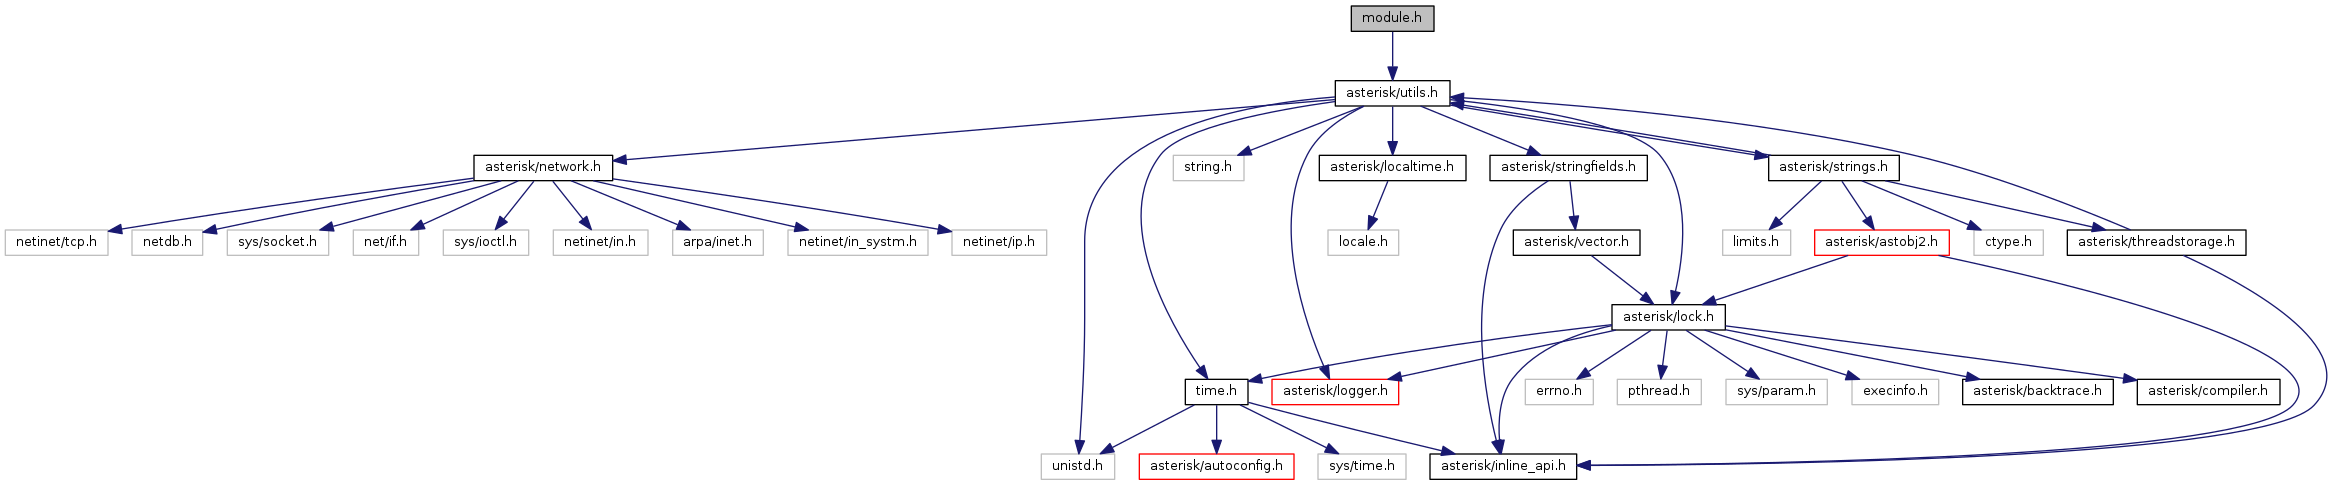 module.h
asterisk/utils.h
asterisk/network.h
string.h
asterisk/localtime.h
asterisk/stringfields.h
asterisk/strings.h
netinet/tcp.h
netdb.h
sys/socket.h
net/if.h
sys/ioctl.h
netinet/in.h
arpa/inet.h
netinet/in_systm.h
netinet/ip.h
locale.h
asterisk/vector.h
limits.h
asterisk/astobj2.h
ctype.h
asterisk/threadstorage.h
asterisk/lock.h
time.h
asterisk/logger.h
errno.h
pthread.h
sys/param.h
execinfo.h
asterisk/backtrace.h
asterisk/compiler.h
unistd.h
asterisk/autoconfig.h
sys/time.h
asterisk/inline_api.h